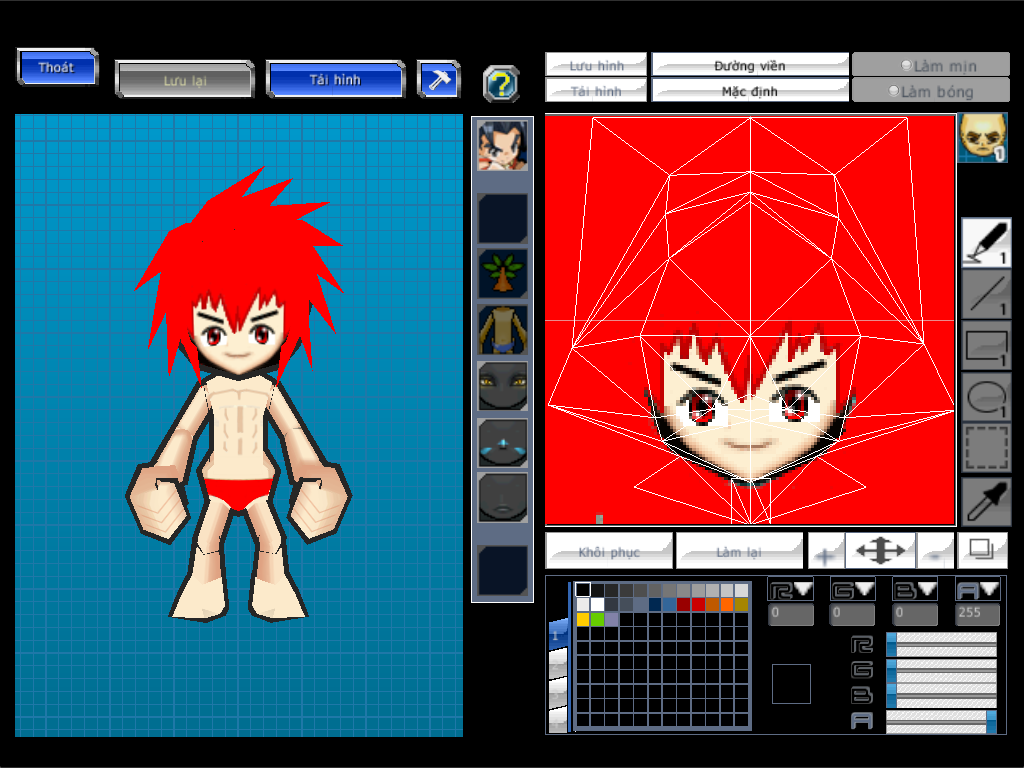 Thoát
Lưu lại
Tải hình
?
Lưu hình
Đường viền
Làm mịn
Tải hình
Mặc định
Làm bóng
1
1
1
1
1
Khôi phục
Làm lại
+
-
R
G
B
A
0
0
0
255
1
R
G
B
A